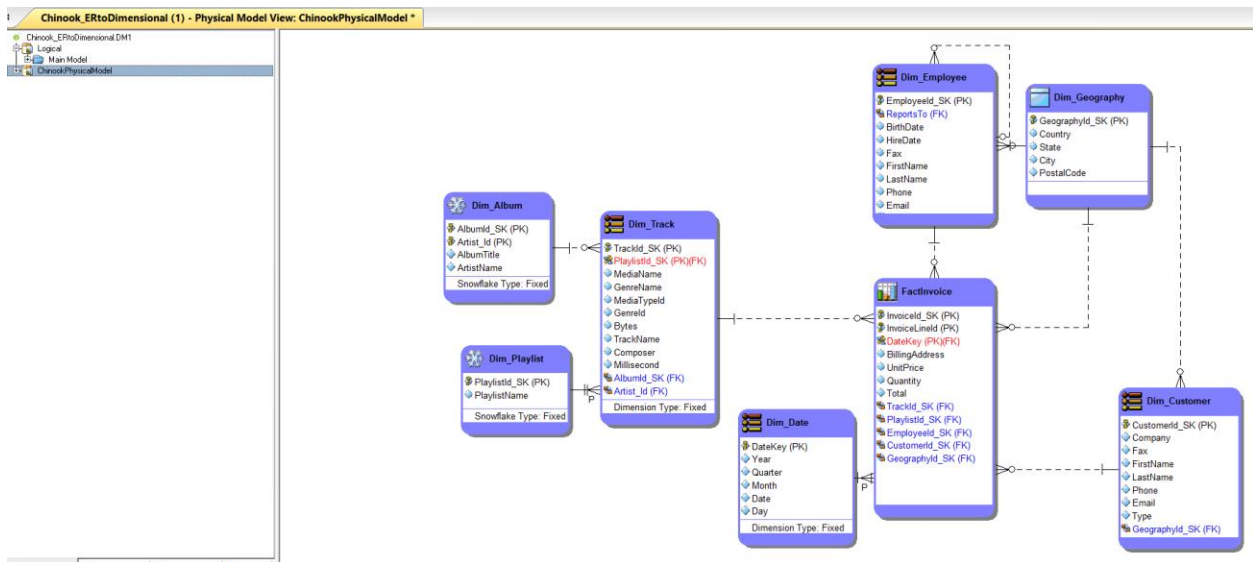 Chinook_ERtoDimensional (1) - Physical Model View: ChinookPhysicalModel *
Chinook_ERtoDimensional.DM1
Logical
Main Model
ChinookPhysicalModel
Dim_Employee
EmployeeId_SK (PK)
ReportsTo (FK)
BirthDate
HireDate
Fax
FirstName
LastName
Phone
Email
Dim_Geography
GeographyId_SK (PK)
Country
State
City
PostalCode
Dim_Album
AlbumId_SK (PK)
Artist_Id (PK)
AlbumTitle
ArtistName
Snowflake Type: Fixed
Dim_Track
TrackId_SK (PK)
PlaylistId_SK (PK)(FK)
MediaName
GenreName
MediaTypeId
GenreId
Bytes
TrackName
Composer
Millisecond
AlbumId_SK (FK)
Artist_Id (FK)
Dimension Type: Fixed
Dim_Playlist
PlaylistId_SK (PK)
PlaylistName
Snowflake Type: Fixed
P
FactInvoice
InvoiceId_SK (PK)
InvoiceLineId (PK)
DateKey (PK)(FK)
BillingAddress
UnitPrice
Quantity
Total
TrackId_SK (FK)
PlaylistId_SK (FK)
EmployeeId_SK (FK)
CustomerId_SK (FK)
GeographyId_SK (FK)
Dim_Date
DateKey (PK)
Year
Quarter
Month
Date
Day
Dimension Type: Fixed
P
Dim_Customer
CustomerId_SK (PK)
Company
Fax
FirstName
LastName
Phone
Email
Type
GeographyId_SK (FK)